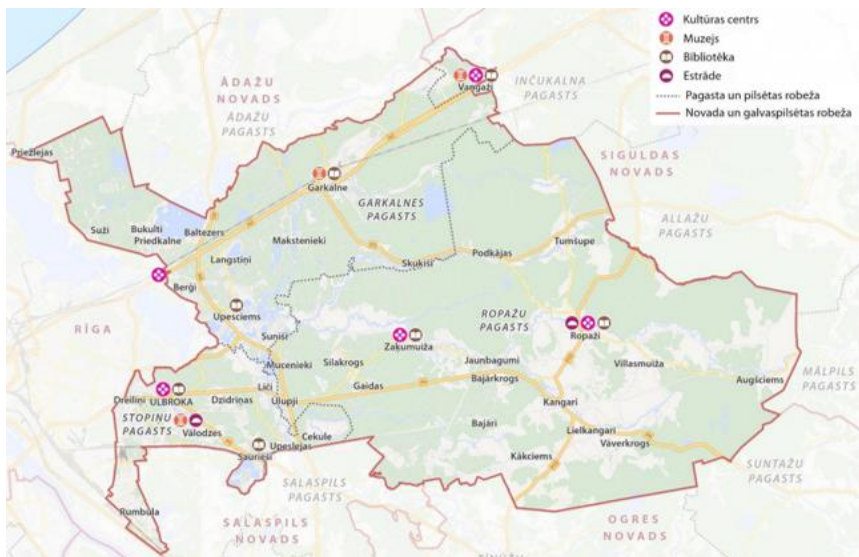 Kultūras centrs
Muzejs
Bibliotēka
Estrāde
Pagasta un pilsētas robeža
Novada un galvaspilsētas robeža
Vangaži
INČUKALNA
PAGASTS
ĀDAŽU
NOVADS
ĀDAŽU
PAGASTS
Priežlejas
SIGULDAS
NOVADS
Garkalne
GARKALNES
PAGASTS
ALLAŽU
PAGASTS
Suži
Bukulti
Priedkalne
Baltezers
Makstenieki
Tumšupe
Langstiņi
Skuķīši
Podkājas
Berģi
Upesciems
ROPAŽU
PAGASTS
RĪGA
Sunīši
Zaķumuiža
Ropaži
Mucenieki
Silakrogs
Jaunbagumi
Villasmuiža
MĀLPILS
PAGASTS
Augšciems
Dreiliņi
ULBROKA
Dzidriņas
Līči
Ulupji
Gaidas
Bajārkrogs
Kangari
STOPIŅU
PAGASTS
Vālodzes
Cekule
Bajāri
Lielkangari
Vāverkrogs
Saurieši
Upeslejas
Kākciems
SUNTAŽU
PAGASTS
SALASPILS
PAGASTS
Rumbula
SALASPILS
NOVADS
OGRES
NOVADS